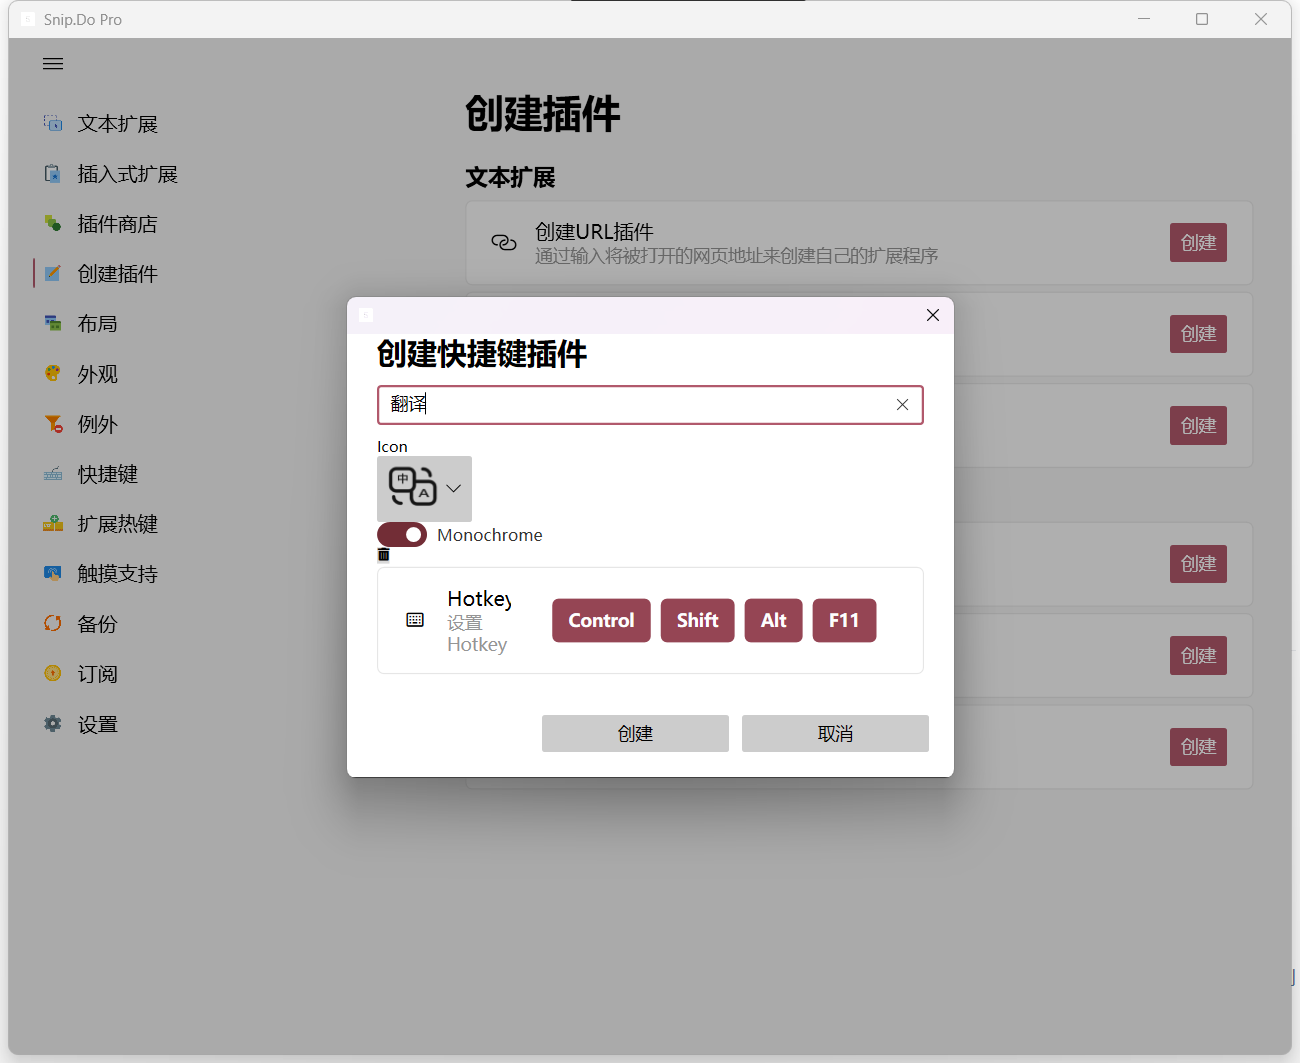 Snip.Do Pro
文本扩展
插入式扩展
插件商店
创建插件
布局
外观
例外
快捷键
扩展热键
触摸支持
备份
订阅
设置
创建插件
文本扩展
创建URL插件
通过输入将被打开的网页地址来创建自己的扩展程序
创建
创建
创建
创建
创建
创建
创建快捷键插件
翻译
Icon
中
A
Monochrome
Hotkey
设置
Hotkey
Control Shift Alt F11
创建 取消